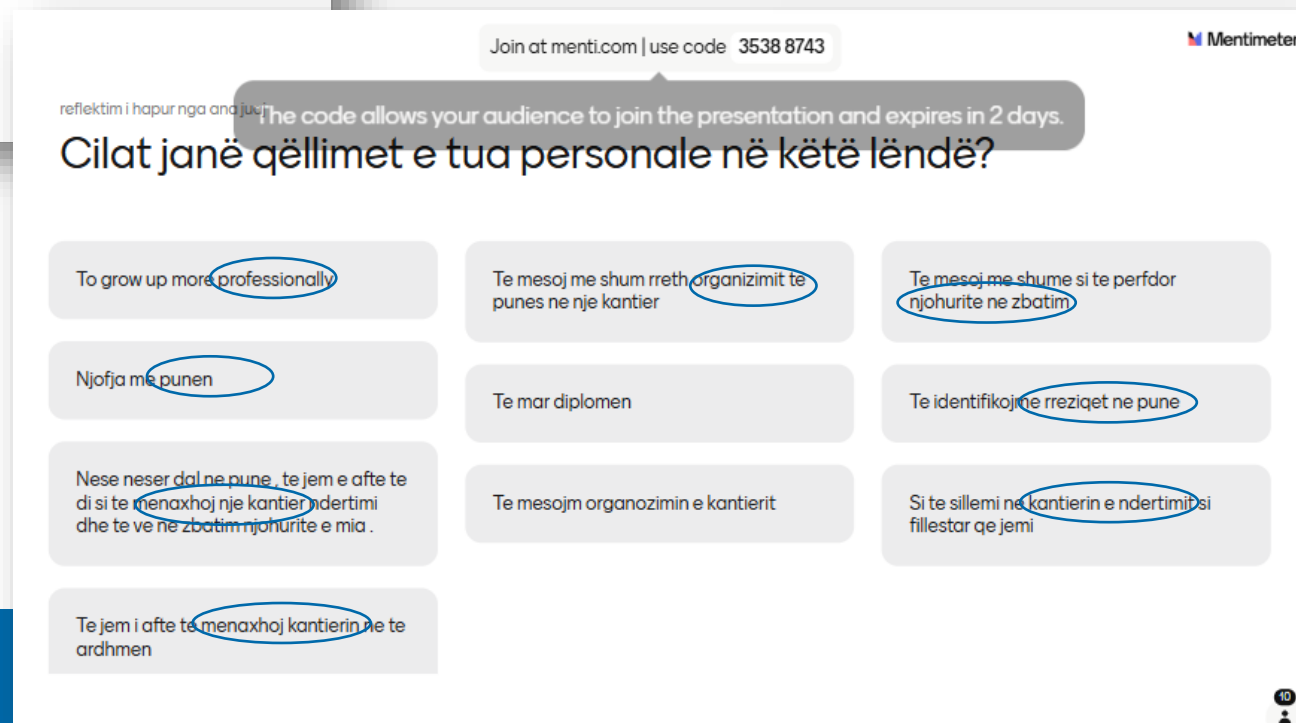 Join at menti.com | use code 3538 8743
Mentimeter
The code allows your audience to join the presentation and expires in 2 days.
reflektim i hapur nga ana
Cilat janë qëllimet e tua personale në këtë lëndë?
To grow up more professionally
Njofja me punen
Nese neser dal ne pune , te jem e afte te
di si te menaxhoj nje kantier ndertimi
dhe te ve ne zbatim njohurite e mia .
Te jem i afte te menaxhoj kantierin ne te
ardhmen
Te mesoj me shum rreth organizimit te
punes ne nje kantier
Te mar diplomen
Te mesojm organozimin e kantierit
Te mesoj me shume si te perfdor
njohurite ne zbatim
Te identifikojme rreziqet ne pune
Si te sillemi ne kantierin e ndertimit si
fillestar qe jemi
10